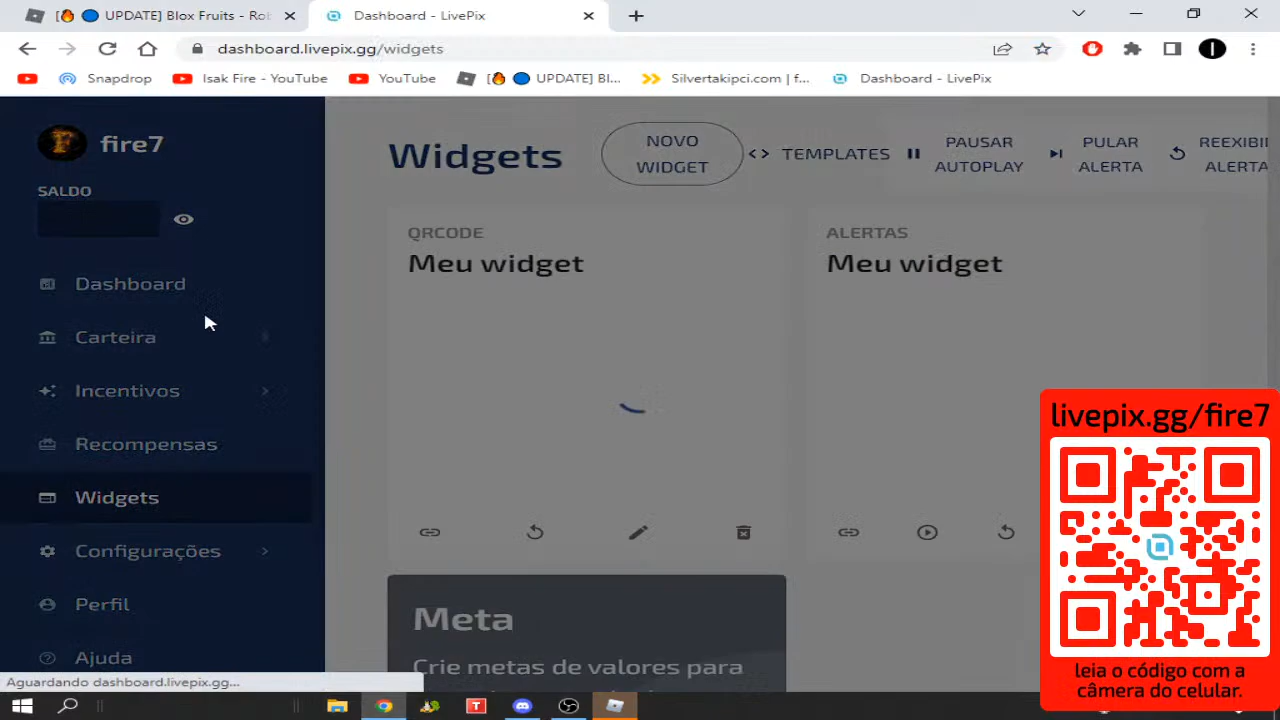 [🔥🔵 UPDATE] Blox Fruits - Rob
Dashboard - LivePix
dashboard.livepix.gg/widgets
Snapdrop
Isak Fire - YouTube
YouTube
[🔥🔵 UPDATE] Bl...
Silvertakipci.com | f...
Dashboard - LivePix
fire7
SALDO
Dashboard
Carteira
Incentivos
Recompensas
Widgets
Configurações
Perfil
Ajuda
Aguardando dashboard.livepix.gg...
Widgets
NOVO
WIDGET
<> TEMPLATES
PAUSAR
AUTOPLAY
PULAR
ALERTA
REEXIBI
ALERTA
QRCODE
Meu widget
ALERTAS
Meu widget
Meta
Crie metas de valores para
livepix.gg/fire7
leia o código com a
câmera do celular.